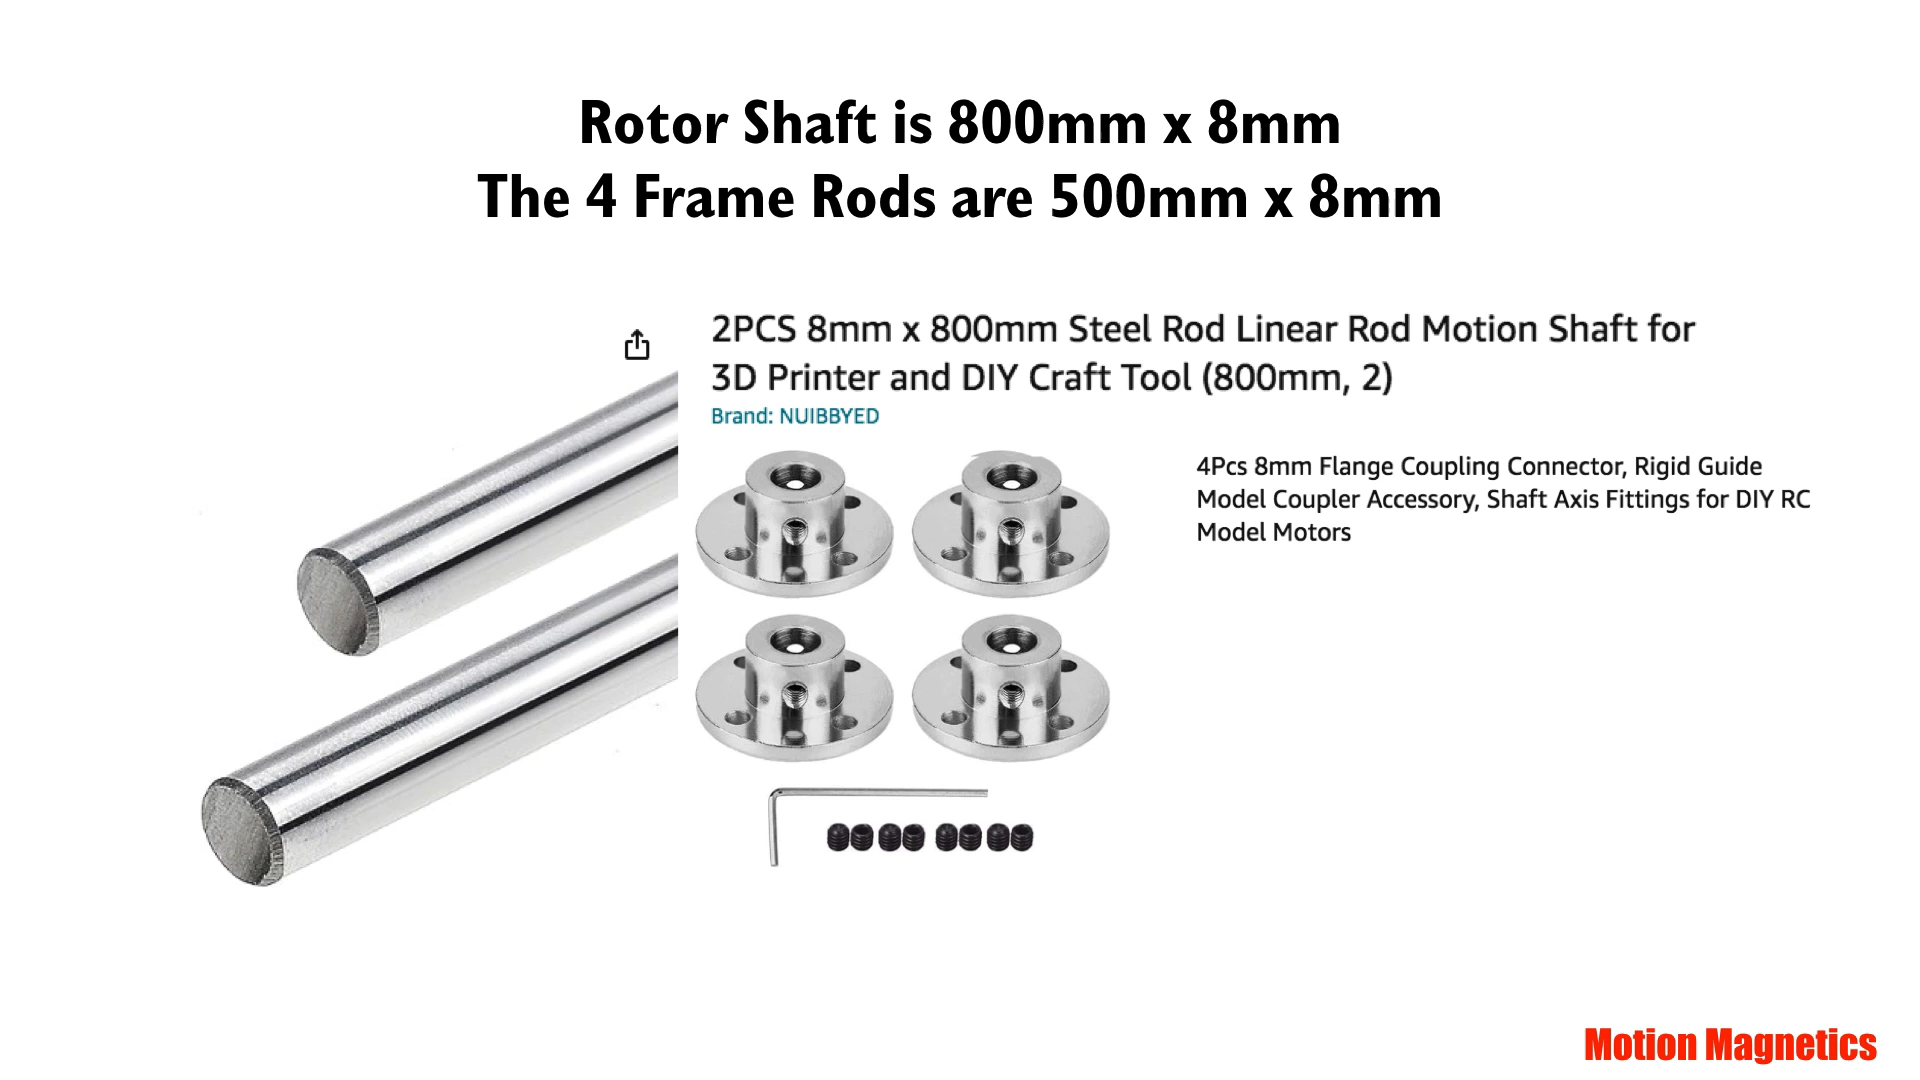 Rotor Shaft is 800mm x 8mm
The 4 Frame Rods are 500mm x 8mm
2PCS 8mm x 800mm Steel Rod Linear Rod Motion Shaft for
3D Printer and DIY Craft Tool (800mm, 2)
Brand: NUIBBYED
4Pcs 8mm Flange Coupling Connector, Rigid Guide
Model Coupler Accessory, Shaft Axis Fittings for DIY RC
Model Motors
Motion Magnetics